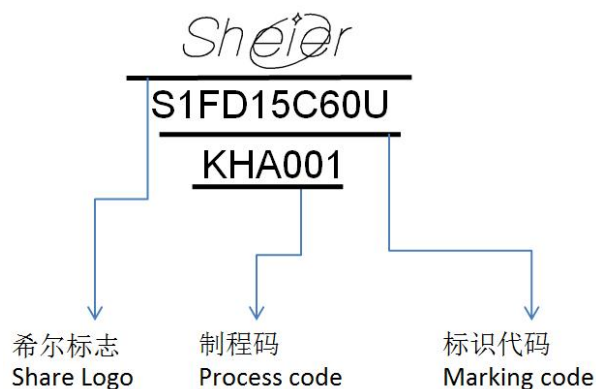 Sheier
S1FD15C60U
KHA001
希尔标志
制程码
标识代码
Share Logo
Process code
Marking code